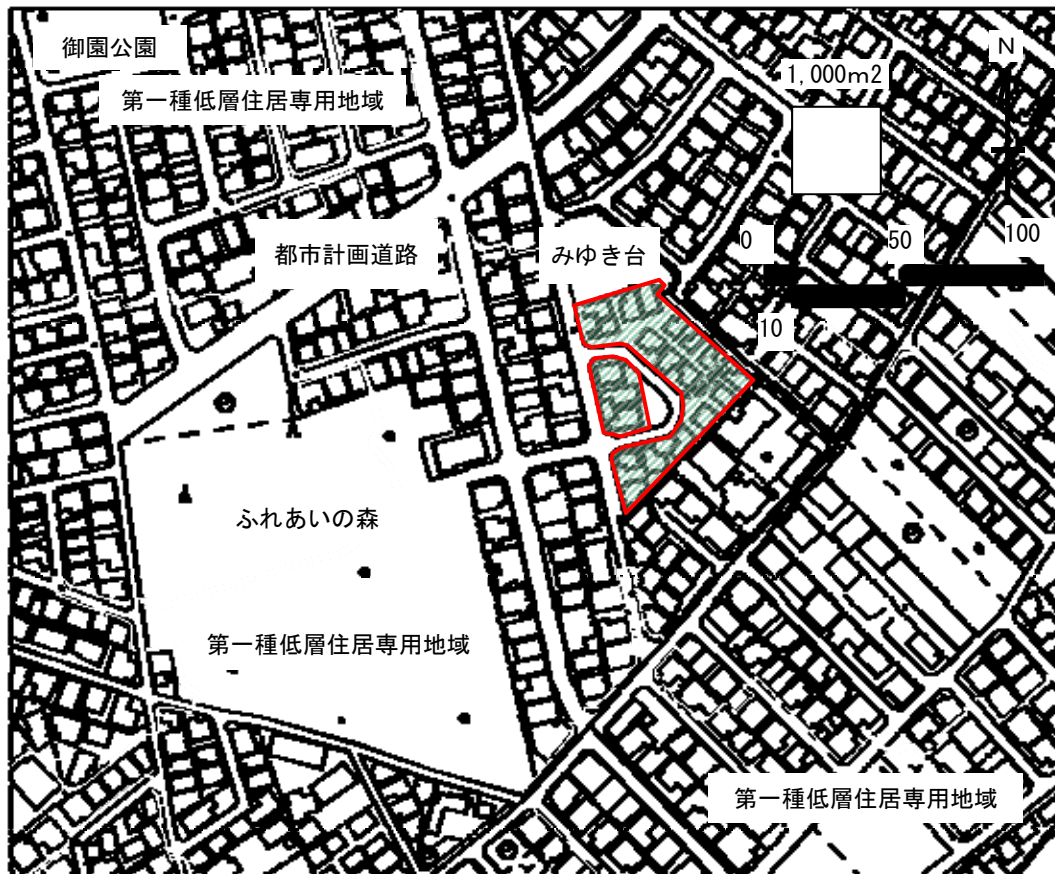 御園公園
N
1,000m2
第一種低層住居専用地域
都市計画道路
みゆき台
0
50
100
10
ふれあいの森
第一種低層住居専用地域
第一種低層住居専用地域